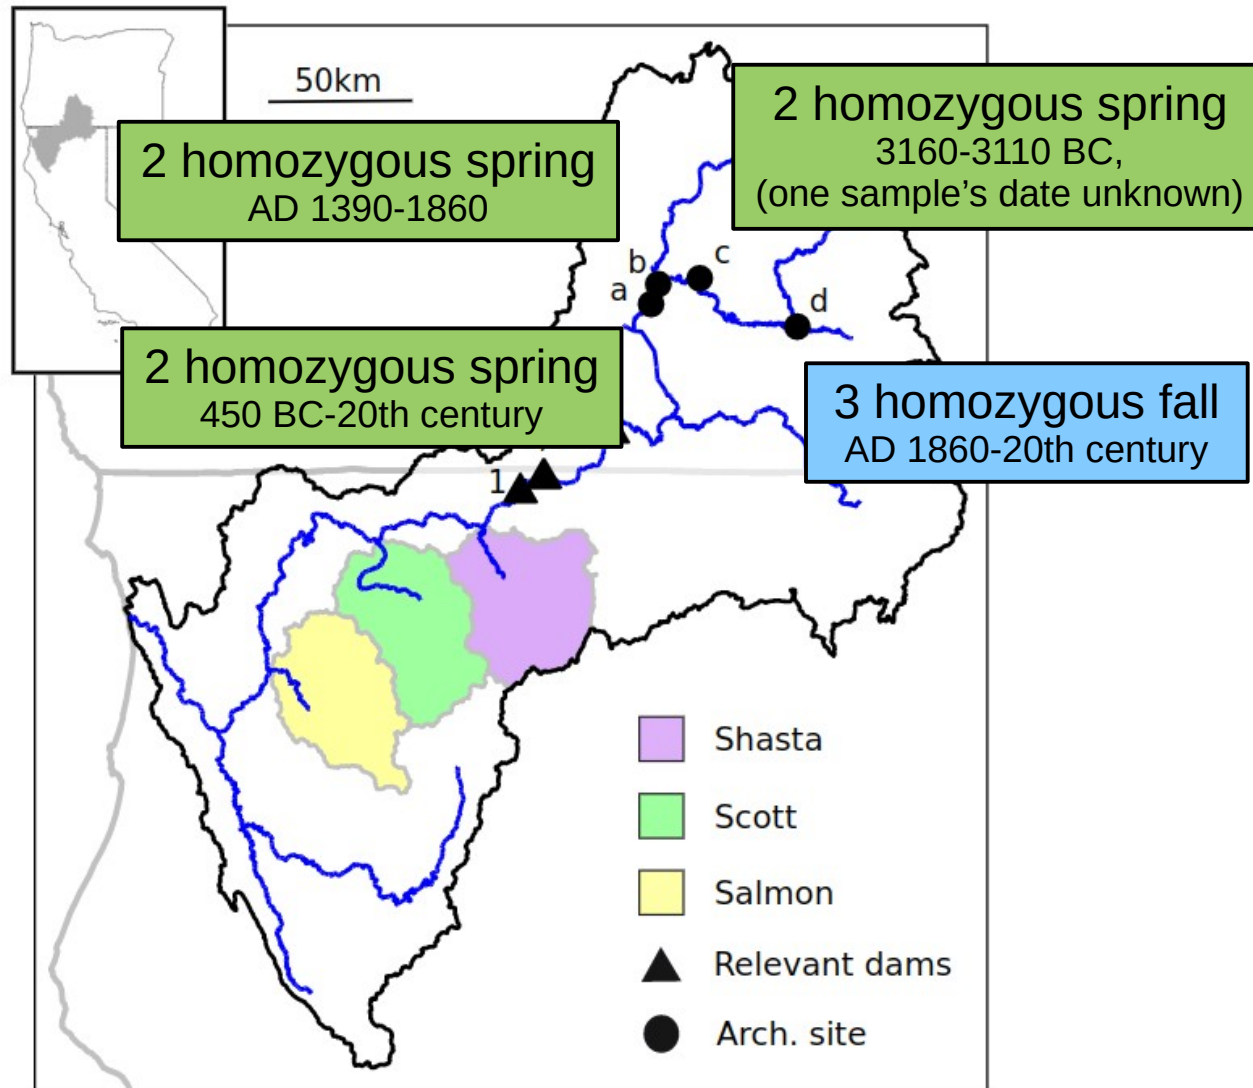 50km
2 homozygous spring
AD 1390-1860
2 homozygous spring
3160-3110 BC,
(one sample’s date unknown)
b
c
a
d
2 homozygous spring
450 BC-20th century
3 homozygous fall
AD 1860-20th century
1
Shasta
Scott
Salmon
Relevant dams
Arch. site